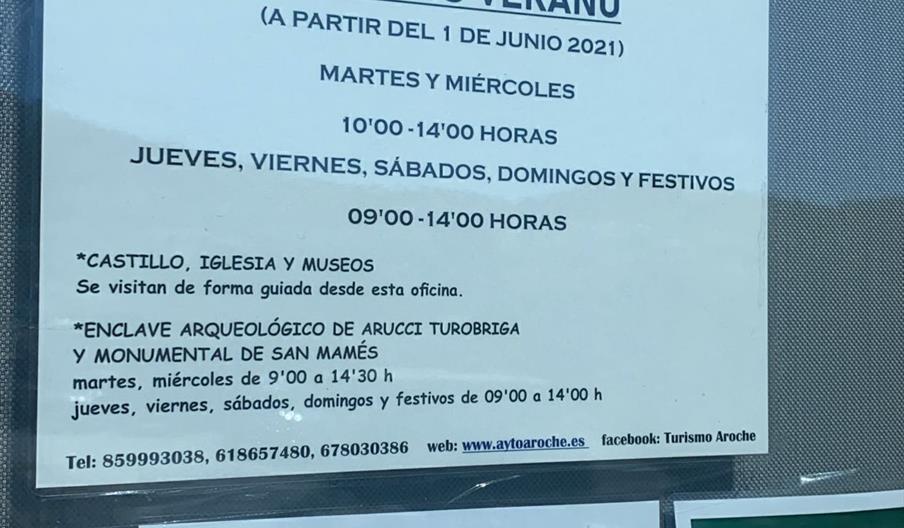 VERANO
(A PARTIR DEL 1 DE JUNIO 2021)
MARTES Y MIÉRCOLES
10'00 -14'00 HORAS
JUEVES, VIERNES, SÁBADOS, DOMINGOS Y FESTIVOS
09'00 -14'00 HORAS
*CASTILLO, IGLESIA Y MUSEOS
Se visitan de forma guiada desde esta oficina.
*ENCLAVE ARQUEOLÓGICO DE ARUCCI TUROBRIGA
Y MONUMENTAL DE SAN MAMÉS
martes, miércoles de 9'00 a 14'30 h
jueves, viernes, sábados, domingos y festivos de 09'00 a 14'00 h
Tel: 859993038, 618657480, 678030386 web: www.aytoaroche.es facebook: Turismo Aroche